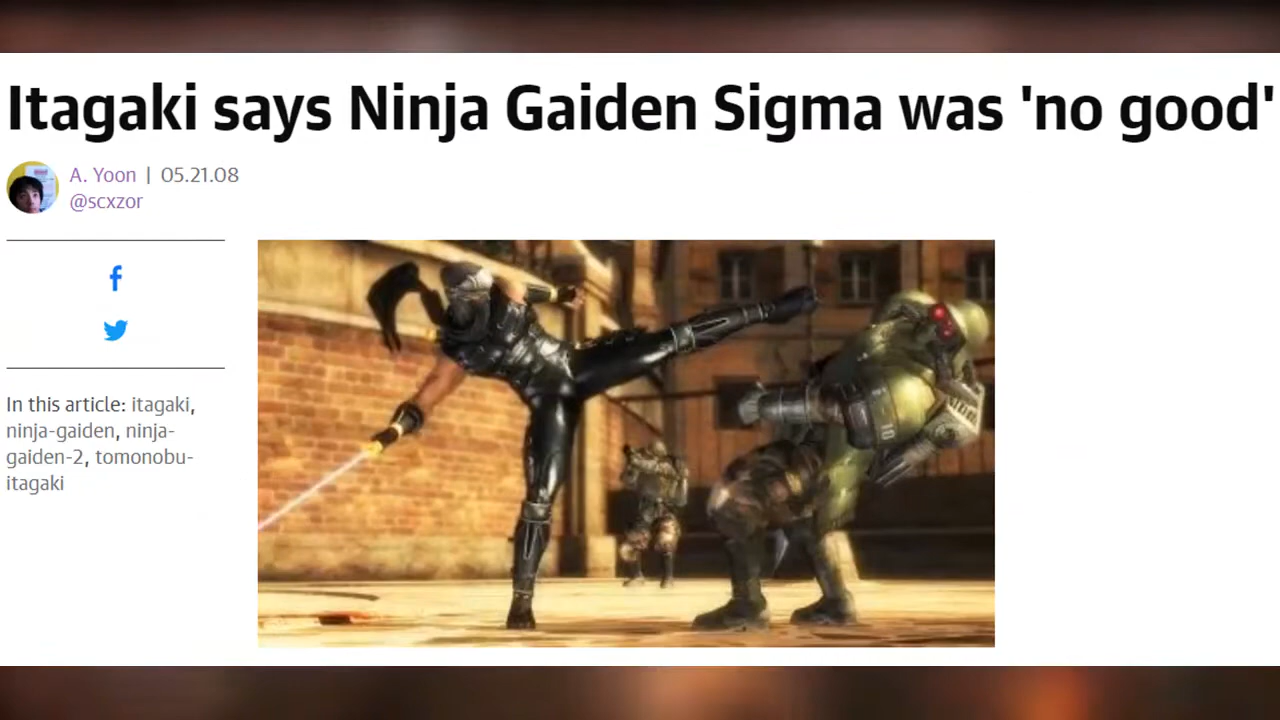 Itagaki says Ninja Gaiden Sigma was 'no good'
A. Yoon | 05.21.08
@scxzor
In this article: itagaki,
ninja-gaiden, ninja-
gaiden-2, tomonobu-
itagaki